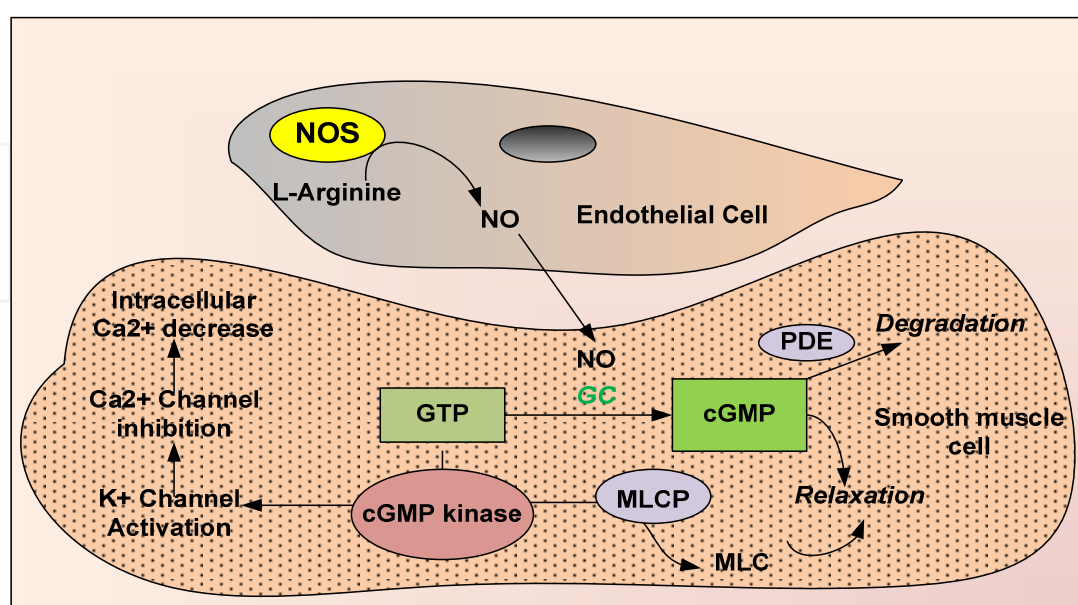 NOS
L-Arginine
NO
Endothelial Cell
Intracellular
Ca2+ decrease
Ca2+ Channel
inhibition
K+ Channel
Activation
NO
GC
GTP
cGMP
PDE
Degradation
Smooth muscle
cell
cGMP kinase
MLCP
Relaxation
MLC